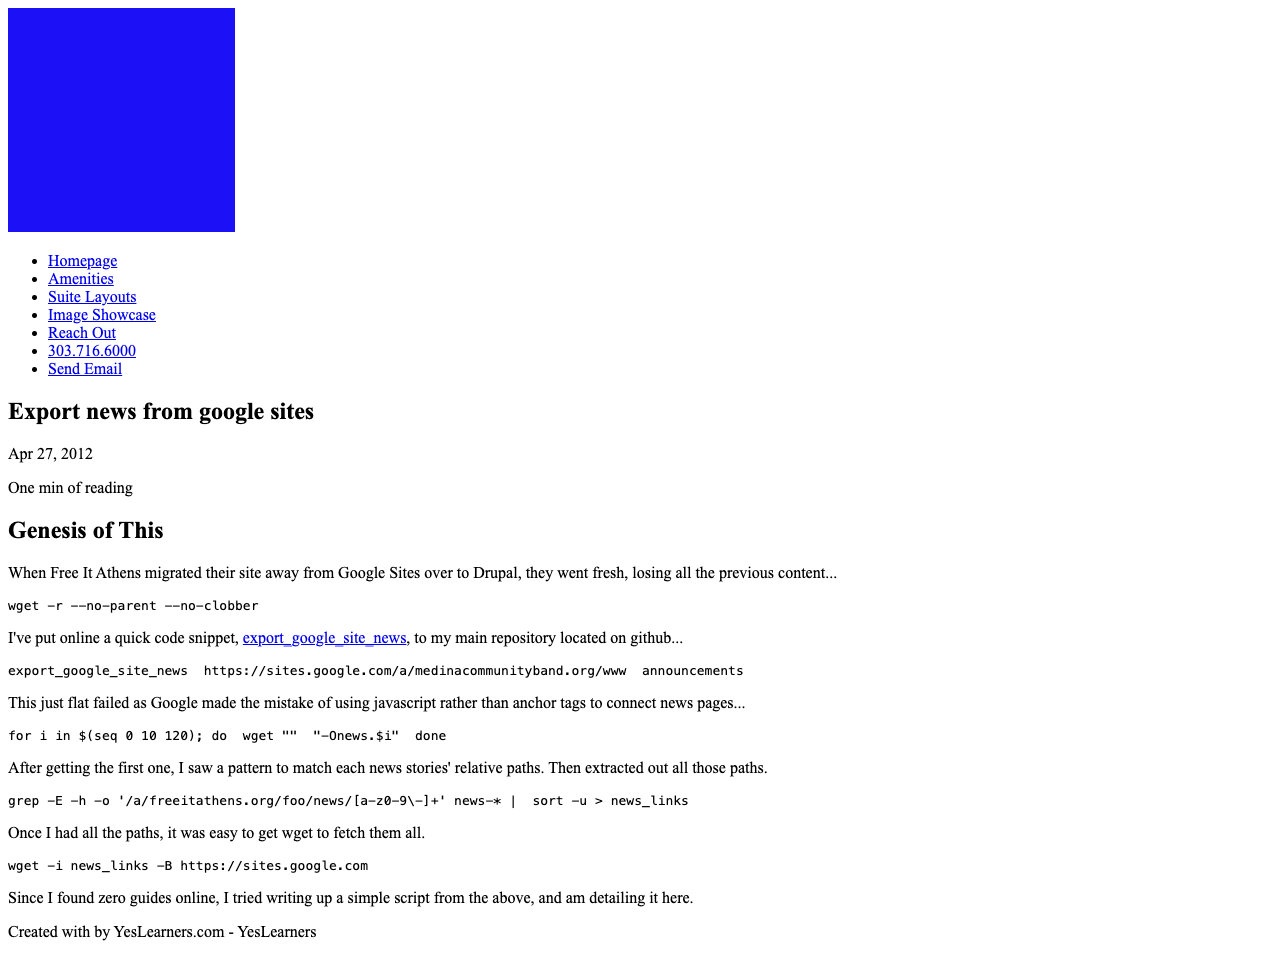 Homepage
Amenities
Suite Layouts
Image Showcase
Reach Out
303.716.6000
Send Email
Export news from google sites
Apr 27, 2012
One min of reading
Genesis of This
When Free It Athens migrated their site away from Google Sites over to Drupal, they went fresh, losing all the previous content...
wget -r --no-parent --no-clobber
I've put online a quick code snippet, export_google_site_news, to my main repository located on github...
export_google_site_news  https://sites.google.com/a/medinacommunityband.org/www  announcements
This just flat failed as Google made the mistake of using javascript rather than anchor tags to connect news pages...
for i in $(seq 0 10 120); do  wget ""  "-Onews.$i"  done
After getting the first one, I saw a pattern to match each news stories' relative paths. Then extracted out all those paths.
grep -E -h -o '/a/freeitathens.org/foo/news/[a-z0-9\-]+' news-* |  sort -u > news_links
Once I had all the paths, it was easy to get wget to fetch them all.
wget -i news_links -B https://sites.google.com
Since I found zero guides online, I tried writing up a simple script from the above, and am detailing it here.
Created with by YesLearners.com - YesLearners